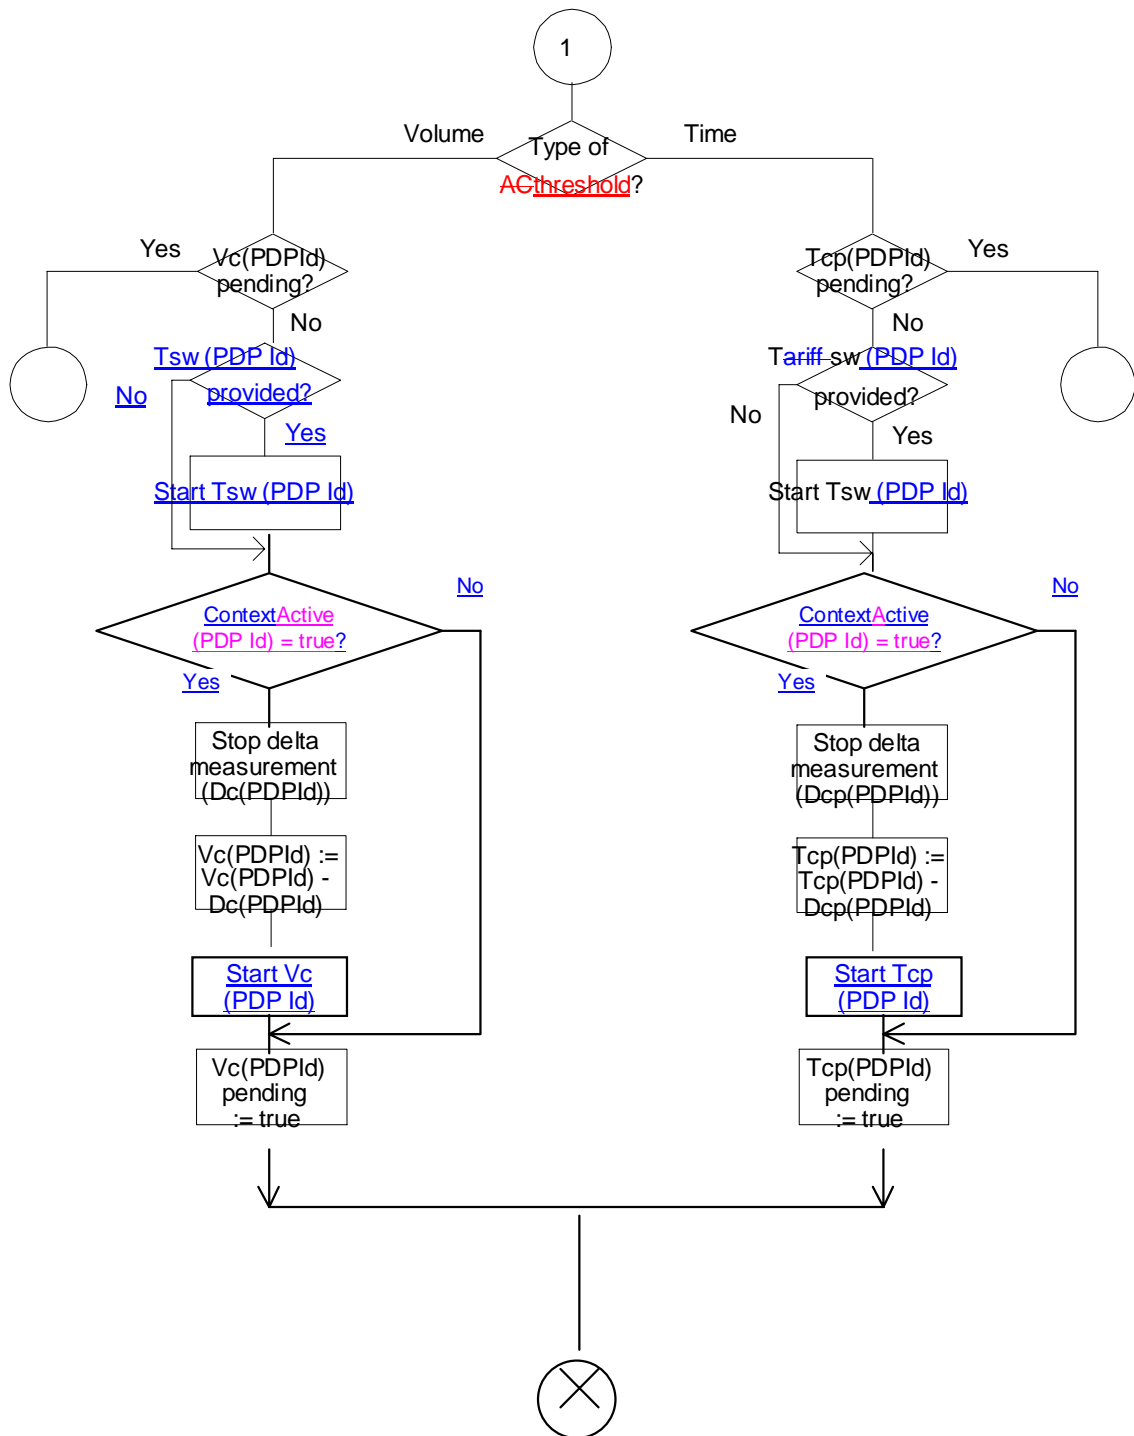 1
Volume
Time
Type of
ACthreshold?
Yes
Vc(PDPId)
pending?
No
Tcp(PDPId)
pending?
Yes
No
Tsw (PDP Id)
provided?
No
Yes
Tariff sw (PDP Id)
provided?
No
Yes
Start Tsw (PDP Id)
Start Tsw (PDP Id)
No
ContextActive
(PDP Id) = true?
Yes
No
ContextActive
(PDP Id) = true?
Yes
Stop delta
measurement
(Dc(PDPId))
Stop delta
measurement
(Dcp(PDPId))
Vc(PDPId) :=
Vc(PDPId) -
Dc(PDPId)
Tcp(PDPId) :=
Tcp(PDPId) -
Dcp(PDPId)
Start Vc
(PDP Id)
Start Tcp
(PDP Id)
Vc(PDPId)
pending
:= true
Tcp(PDPId)
pending
:= true